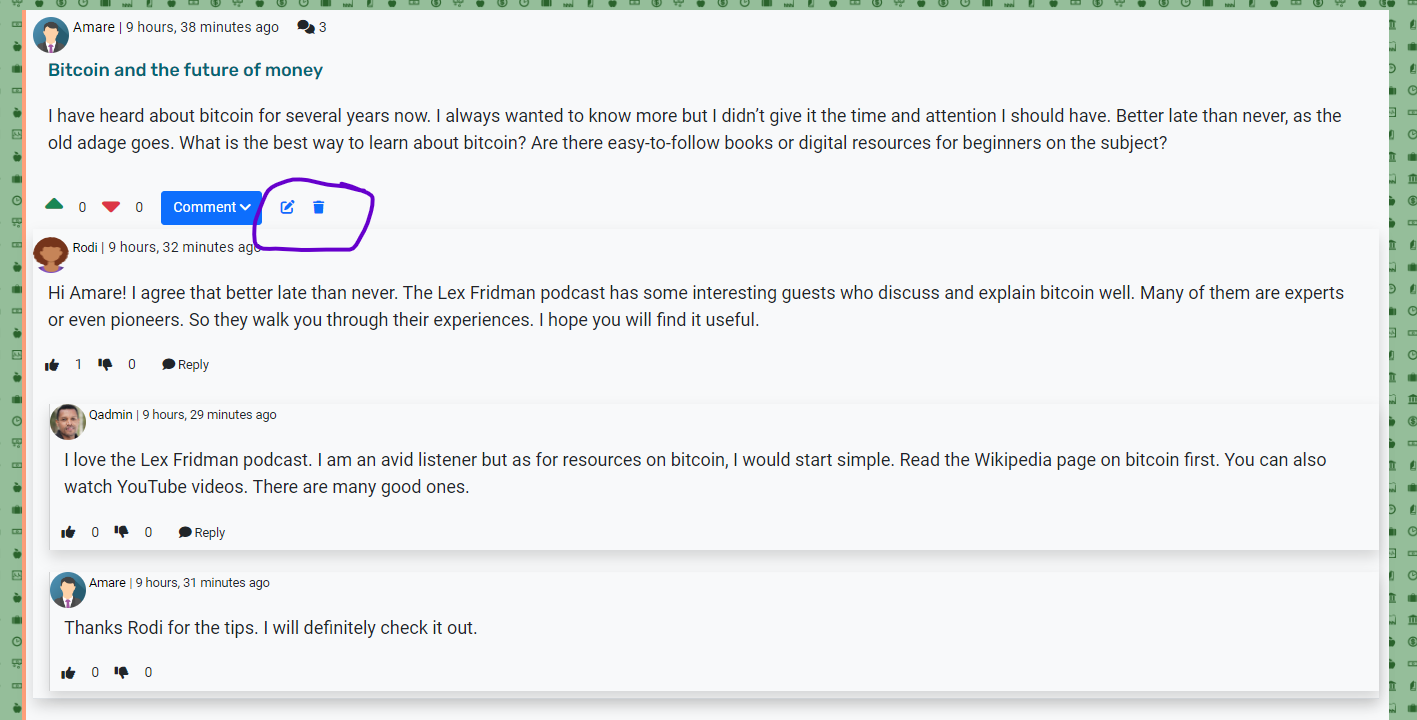 Amare | 9 hours, 38 minutes ago 3
Bitcoin and the future of money
I have heard about bitcoin for several years now. I always wanted to know more but I didn’t give it the time and attention I should have. Better late than never, as the
old adage goes. What is the best way to learn about bitcoin? Are there easy-to-follow books or digital resources for beginners on the subject?
0 0 Comment
Rodi | 9 hours, 32 minutes ago
Hi Amare! I agree that better late than never. The Lex Fridman podcast has some interesting guests who discuss and explain bitcoin well. Many of them are experts
or even pioneers. So they walk you through their experiences. I hope you will find it useful.
1 0 Reply
Qadmin | 9 hours, 29 minutes ago
I love the Lex Fridman podcast. I am an avid listener but as for resources on bitcoin, I would start simple. Read the Wikipedia page on bitcoin first. You can also
watch YouTube videos. There are many good ones.
0 0 Reply
Amare | 9 hours, 31 minutes ago
Thanks Rodi for the tips. I will definitely check it out.
0 0